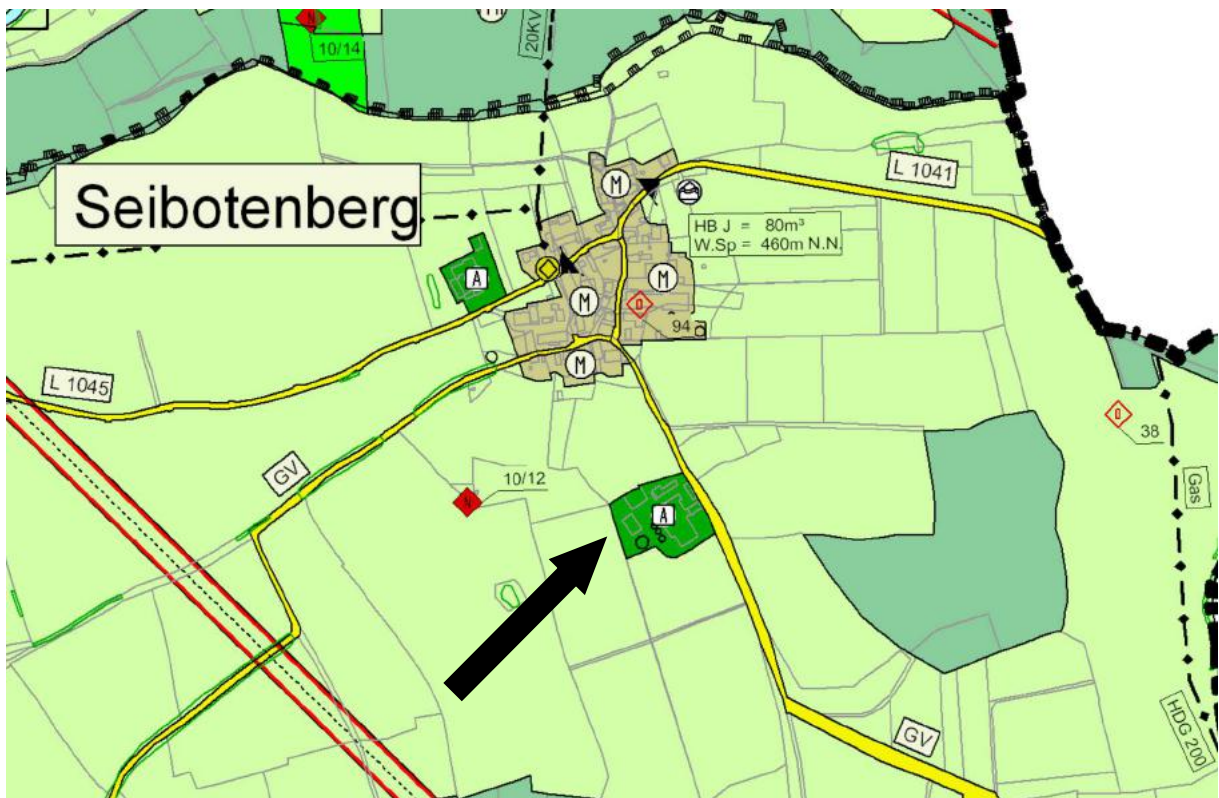 10/14
20KV
Seibotenberg
L 1041
M
HB J = 80m³
W.Sp = 460m N.N.
A
M
M
94
M
L 1045
38
GV
10/12
N
A
Gas
GV
HDG 200